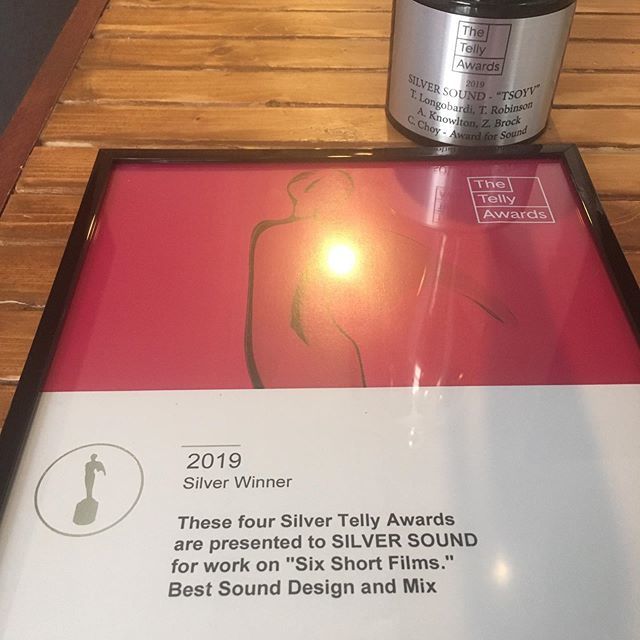 The
Telly
Awards
2019
SILVER SOUND - "TSOYV"
T. Longobardi, T. Robinson
A. Knowlton, Z. Brock
C. Choy - Award for Sound
The
Telly
Awards
2019
Silver Winner
These four Silver Telly Awards
are presented to SILVER SOUND
for work on "Six Short Films."
Best Sound Design and Mix